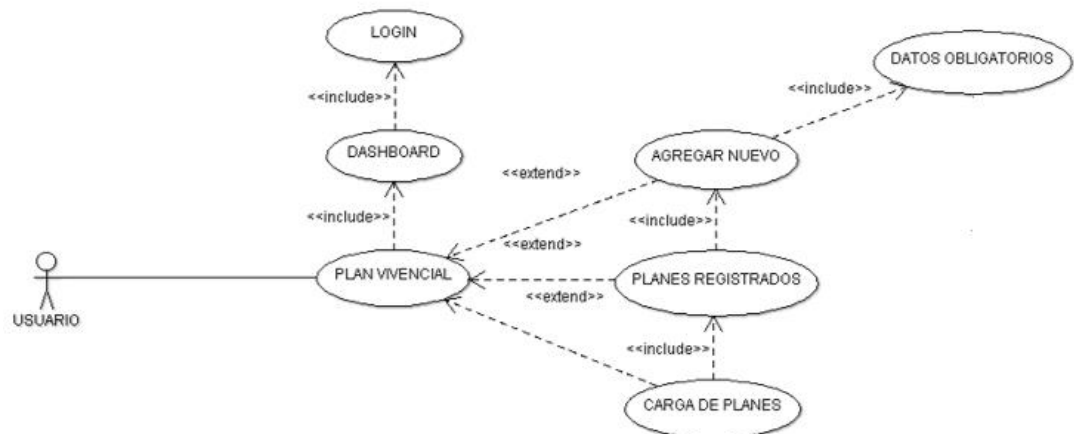 LOGIN
DATOS OBLIGATORIOS
<<include>>
<<include>>
DASHBOARD
AGREGAR NUEVO
<<extend>>
<<include>>
<<include>>
<<extend>>
PLAN VIVENCIAL
PLANES REGISTRADOS
<<extend>>
USUARIO
<<include>>
CARGA DE PLANES